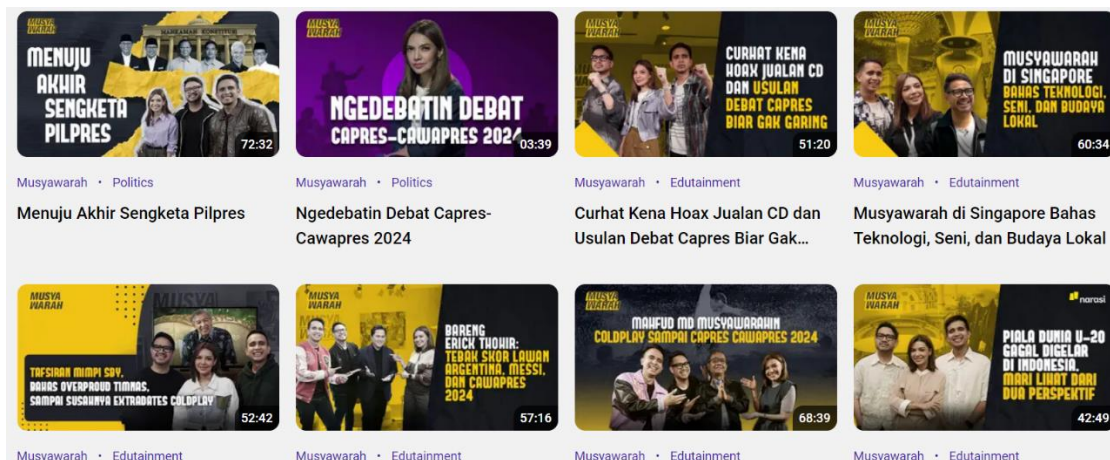 MUSYA
WARAH
MAHKAMAH KONSTITUSI
MENUJU
AKHIR
SENGKETA
PILPRES
72:32
Musyawarah • Politics
Menuju Akhir Sengketa Pilpres
MUSYA
WARAH
NGEDEBATIN DEBAT
CAPRES-CAWAPRES 2024
03:39
Musyawarah • Politics
Ngedebatin Debat Capres-
Cawapres 2024
MUSYA
WARAH
CURHAT KENA
HOAX JUALAN CD
DAN USULAN
DEBAT CAPRES
BIAR GAK GARING
51:20
Musyawarah • Edutainment
Curhat Kena Hoax Jualan CD dan
Usulan Debat Capres Biar Gak...
MUSYA
WARAH
MUSYAWARAH
DI SINGAPORE
BAHAS TEKNOLOGI,
SENI, DAN BUDAYA
LOKAL
60:34
Musyawarah • Edutainment
Musyawarah di Singapore Bahas
Teknologi, Seni, dan Budaya Lokal
MUSYA
WARAH
TAFSIRAN MIMPI SBY,
BAHAS OVERPROUD TIMNAS,
SAMPAI SUSAHNYA EXTRADATES COLDPLAY
52:42
Musyawarah • Edutainment
MUSYA
WARAH
BARENG
ERICK THOHIR:
TEBAK SKOR LAWAN
ARGENTINA, MESSI,
DAN CAWAPRES
2024
57:16
Musyawarah • Edutainment
MUSYA
WARAH
MAHFUD MD MUSYAWARAHIN
COLDPLAY SAMPAI CAPRES CAWAPRES 2024
68:39
Musyawarah • Edutainment
MUSYA
WARAH
narasi
PIALA DUNIA U-20
GAGAL DIGELAR
DI INDONESIA,
MARI LIHAT DARI
DUA PERSPEKTIF
42:49
Musyawarah • Edutainment